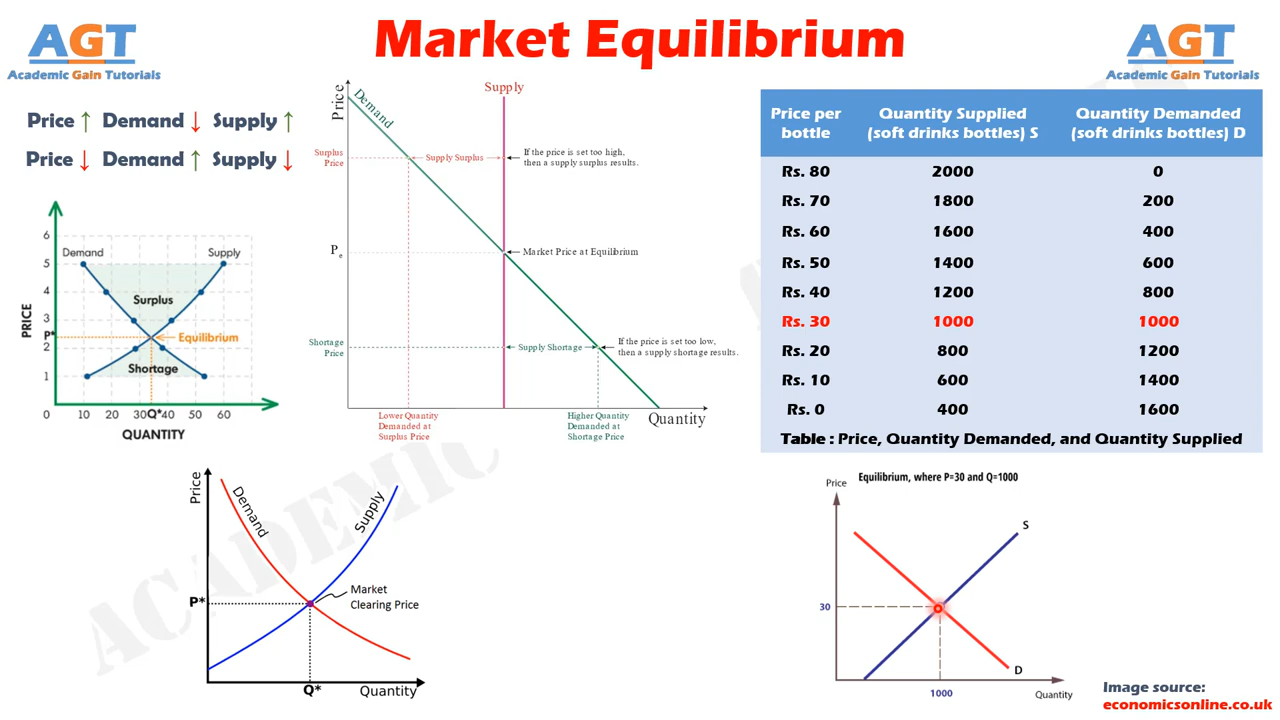 Market Equilibrium
AGT
Academic Gain Tutorials
AGT
Academic Gain Tutorials
Price ↑ Demand ↓ Supply ↑
Price ↓ Demand ↑ Supply ↓
PRICE
6
5
4
3
P*
2
1
0
10
20
30
Q*
40
50
60
QUANTITY
Demand
Supply
Surplus
Equilibrium
Shortage
Price
Demand
Supply
Surplus
Price
Supply Surplus
If the price is set too high,
then a supply surplus results.
Pe
Market Price at Equilibrium
Shortage
Price
Supply Shortage
If the price is set too low,
then a supply shortage results.
Lower Quantity
Demanded at
Surplus Price
Higher Quantity
Demanded at
Shortage Price
Quantity
Price per bottle Quantity Supplied (soft drinks bottles) S Quantity Demanded (soft drinks bottles) D
Rs. 80 2000 0
Rs. 70 1800 200
Rs. 60 1600 400
Rs. 50 1400 600
Rs. 40 1200 800
Rs. 30 1000 1000
Rs. 20 800 1200
Rs. 10 600 1400
Rs. 0 400 1600
Table : Price, Quantity Demanded, and Quantity Supplied
ACADEMIC
Price
Demand
Supply
P*
Market
Clearing Price
Q*
Quantity
Equilibrium, where P=30 and Q=1000
Price
S
30
D
1000
Quantity
Image source:
economicsonline.co.uk